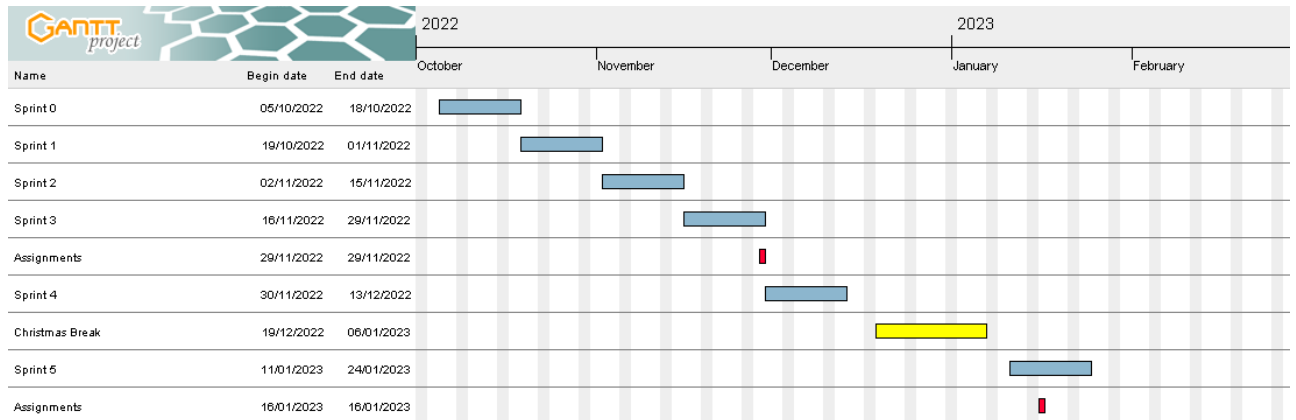 GANTT
project
2022 2023
Name Begin date End date October November December January February
Sprint 0 05/10/2022 18/10/2022
Sprint 1 19/10/2022 01/11/2022
Sprint 2 02/11/2022 15/11/2022
Sprint 3 16/11/2022 29/11/2022
Assignments 29/11/2022 29/11/2022
Sprint 4 30/11/2022 13/12/2022
Christmas Break 19/12/2022 06/01/2023
Sprint 5 11/01/2023 24/01/2023
Assignments 16/01/2023 16/01/2023